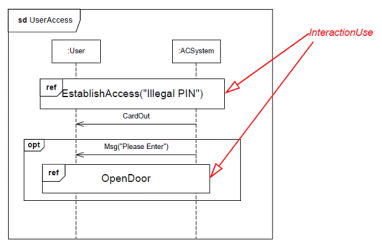 sd UserAccess
InteractionUse
:User
:ACSystem
ref
EstablishAccess("Illegal PIN")
CardOut
opt
Msg("Please Enter")
ref
OpenDoor